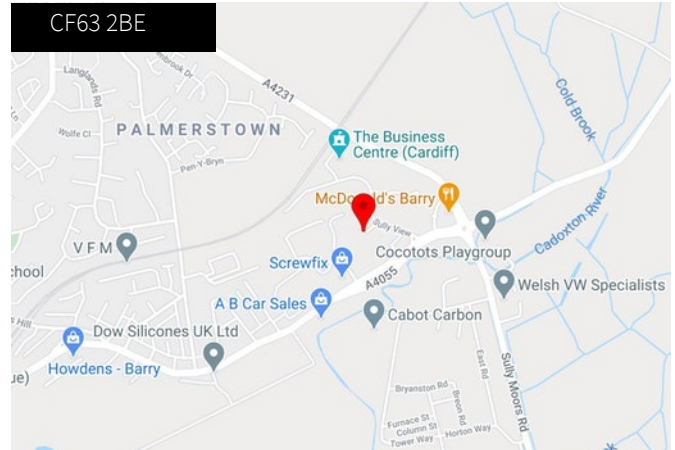 CF63 2BE
Langlands Rd
A4231
Cold Brook
Wolfe Cl
PALMERSTOWN
The Business
Centre (Cardiff)
Pen-Y-Bryn
McDonald's Barry
Sully View
Cadoxton River
VFM
Cocotots Playgroup
Screwfix
A4055
Welsh VW Specialists
A B Car Sales
Cabot Carbon
Dow Silicones UK Ltd
Howdens - Barry
East Rd
Sully Moors Rd
Bryanston Rd
Breon Rd
Furnace St
Column St
Horton Way
Tower Way